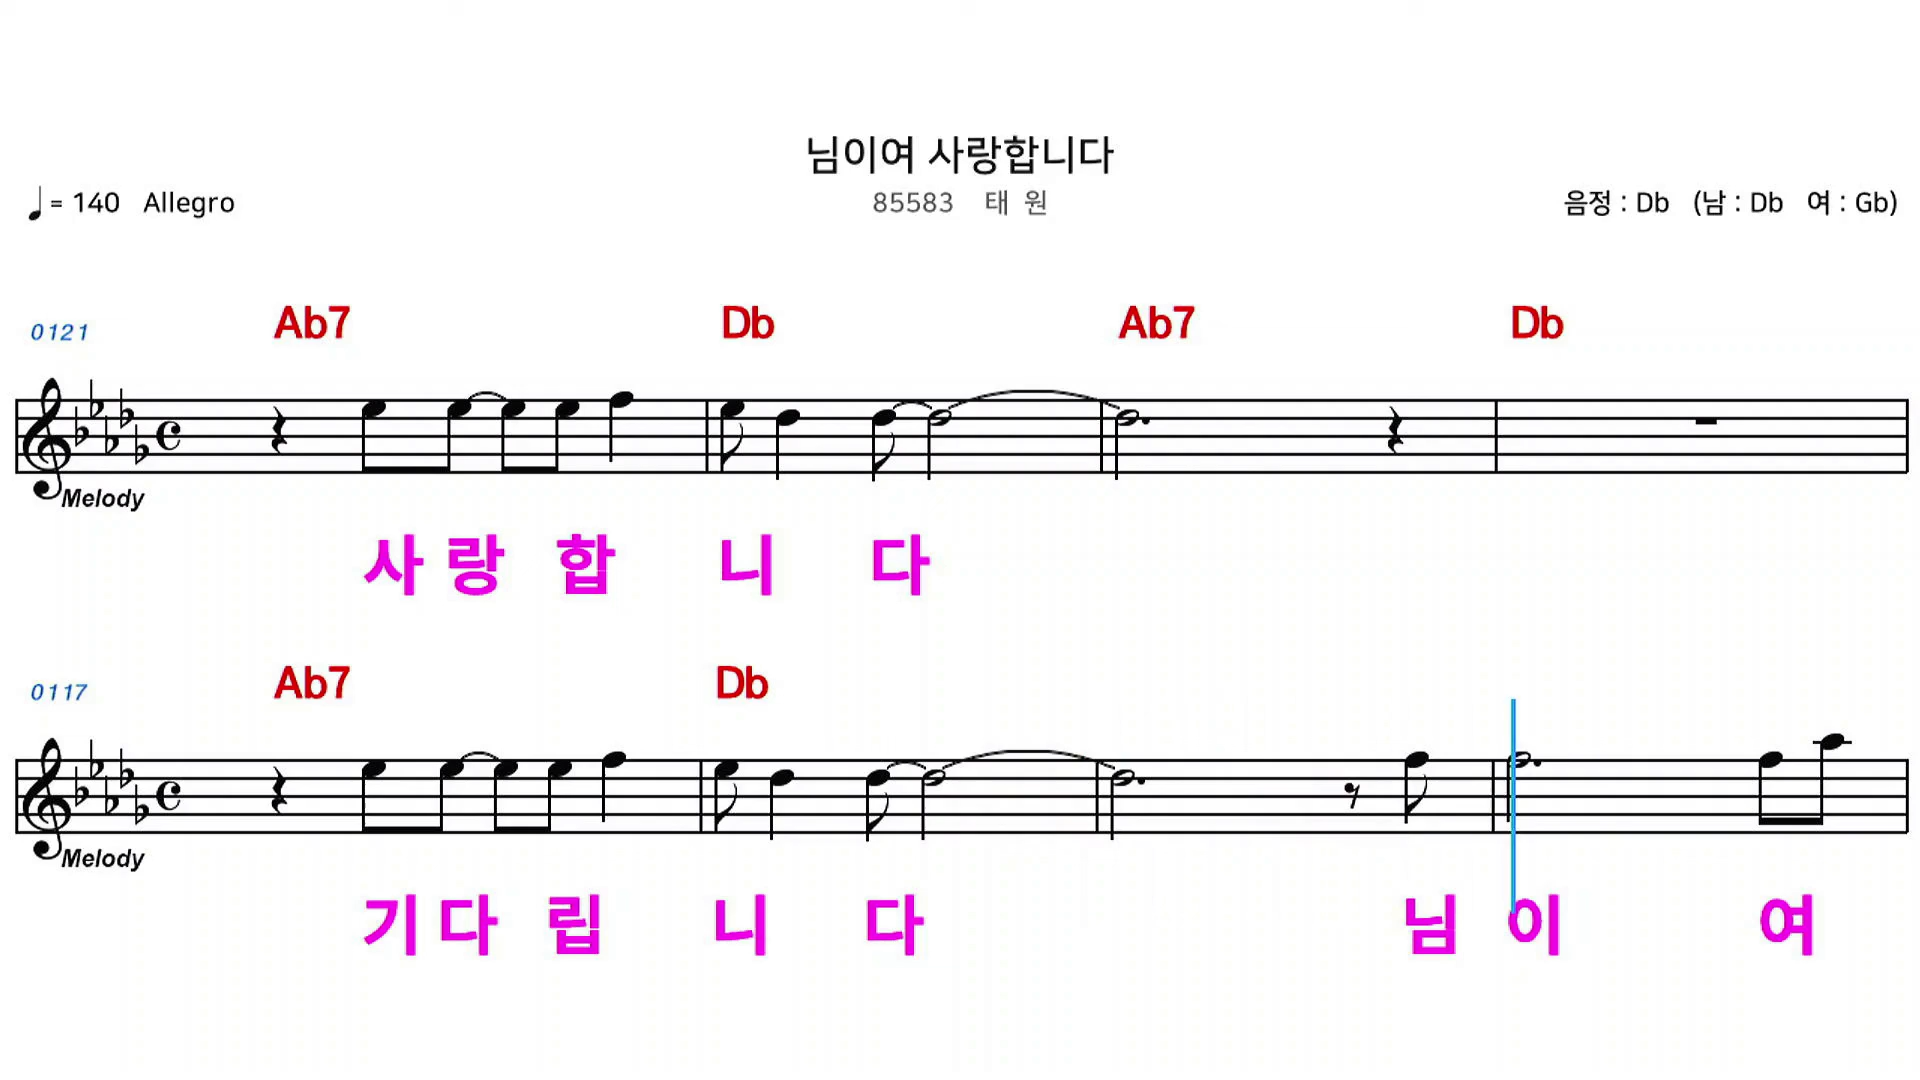 님이여 사랑합니다
= 140 Allegro 85583 태 원 음정 : Db (남 : Db 여 : Gb)
0121 Ab7 Db Ab7 Db
Melody
사 랑 합 니 다
0117 Ab7 Db
Melody
기 다 립 니 다 님 이 여